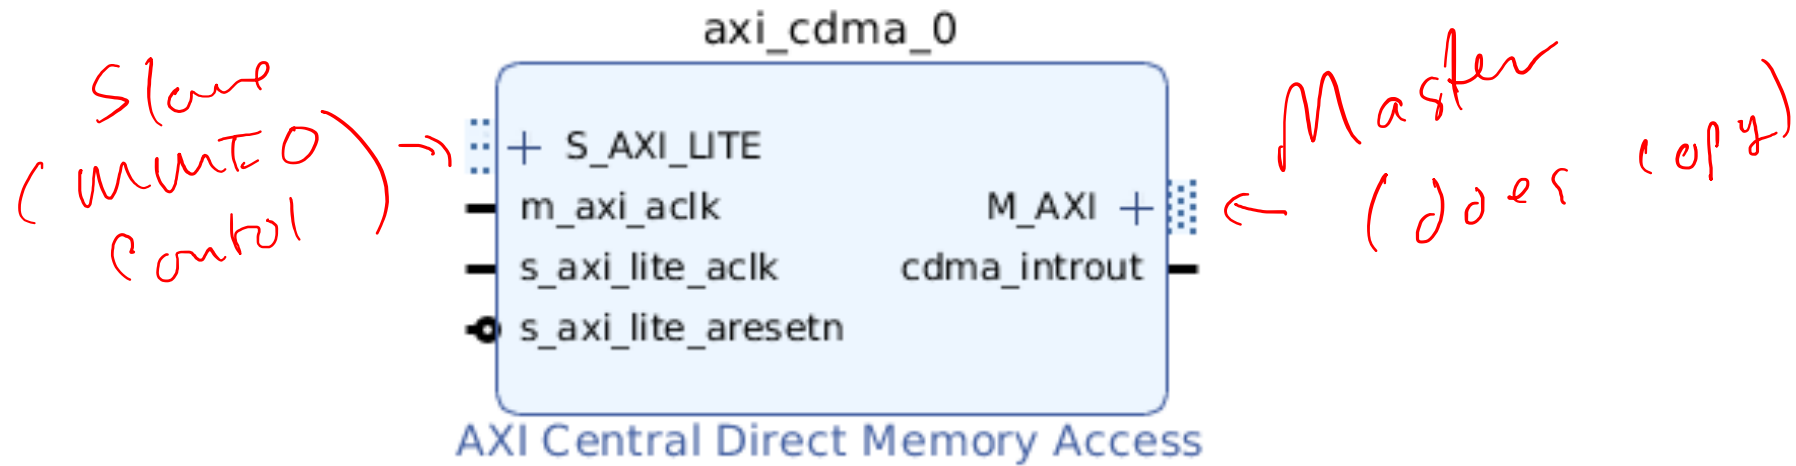 axi_cdma_0
Slave
(MMIO
Control)
S_AXI_LITE
m_axi_aclk
s_axi_lite_aclk
s_axi_lite_aresetn
M_AXI
cdma_introut
Master
(does copy)
AXI Central Direct Memory Access